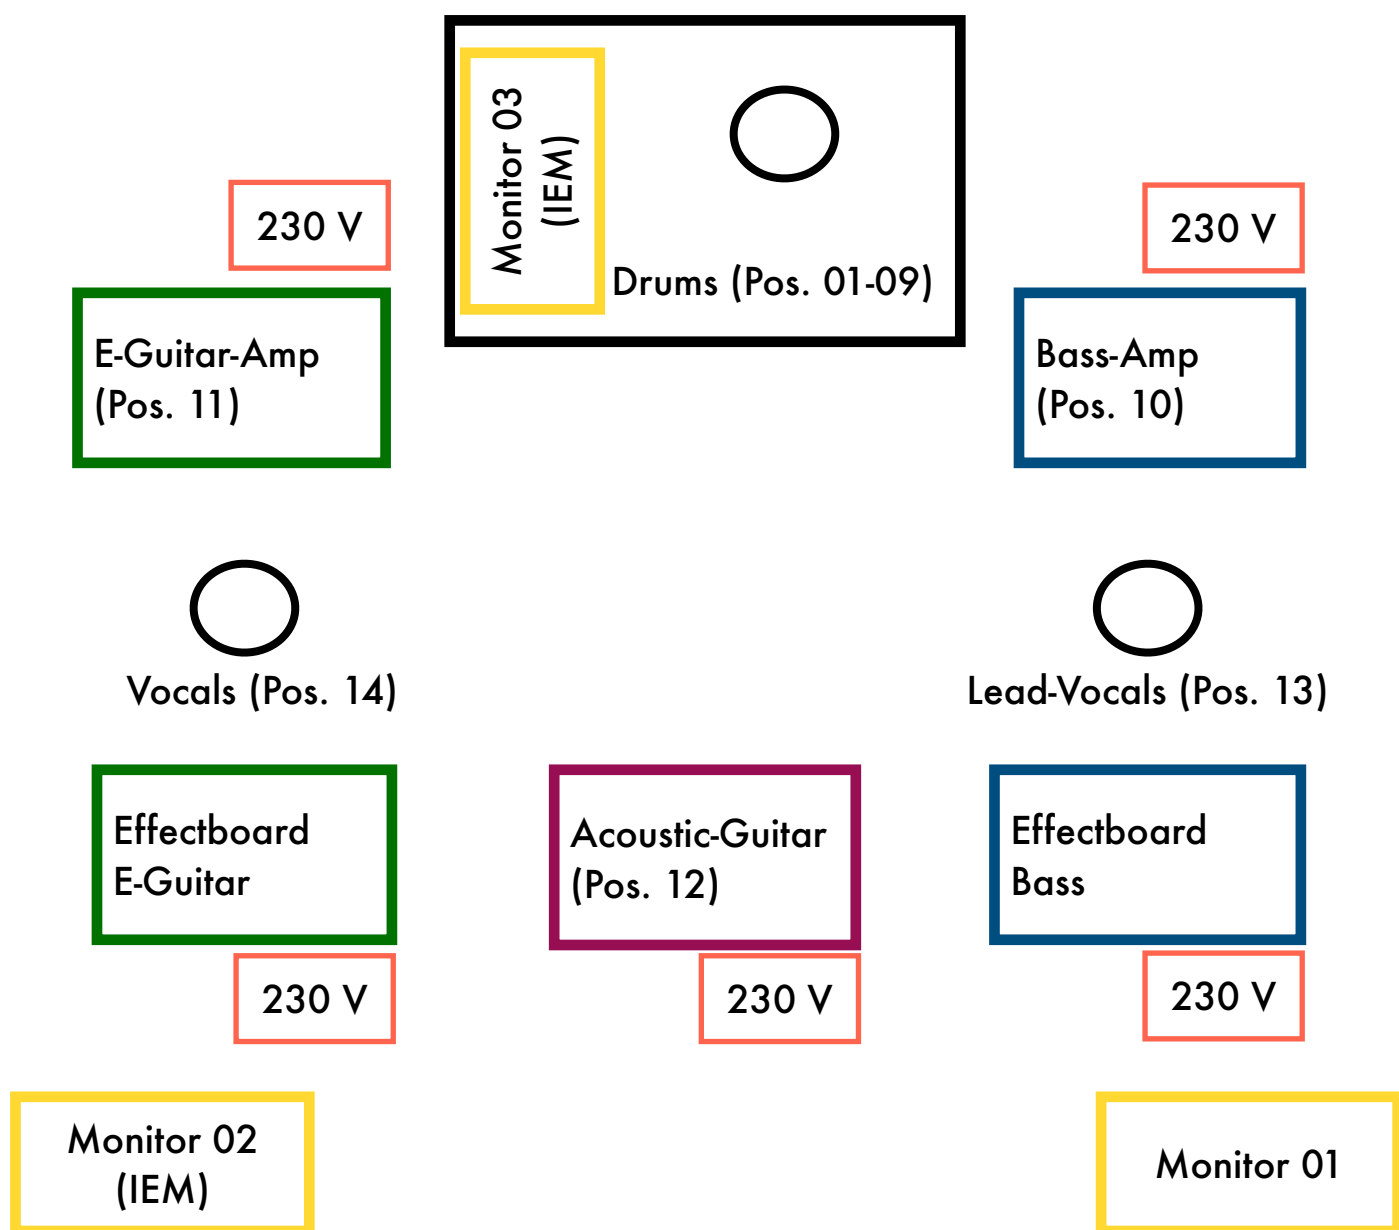 Monitor 03
(IEM)
Drums (Pos. 01-09)
230 V
230 V
E-Guitar-Amp
(Pos. 11)
Bass-Amp
(Pos. 10)
Vocals (Pos. 14)
Lead-Vocals (Pos. 13)
Effectboard
E-Guitar
Acoustic-Guitar
(Pos. 12)
Effectboard
Bass
230 V
230 V
230 V
Monitor 02
(IEM)
Monitor 01